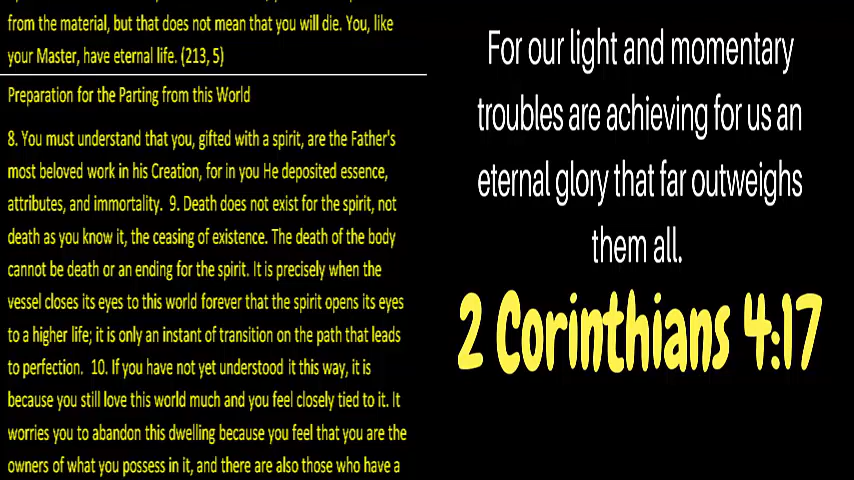 from the material, but that does not mean that you will die. You, like
your Master, have eternal life. (213, 5)
Preparation for the Parting from this World
8. You must understand that you, gifted with a spirit, are the Father's
most beloved work in his Creation, for in you He deposited essence,
attributes, and immortality.  9. Death does not exist for the spirit, not
death as you know it, the ceasing of existence. The death of the body
cannot be death or an ending for the spirit. It is precisely when the
vessel closes its eyes to this world forever that the spirit opens its eyes
to a higher life; it is only an instant of transition on the path that leads
to perfection.  10. If you have not yet understood it this way, it is
because you still love this world much and you feel closely tied to it. It
worries you to abandon this dwelling because you feel that you are the
owners of what you possess in it, and there are also those who have a
For our light and momentary
troubles are achieving for us an
eternal glory that far outweighs
them all.
2 Corinthians 4:17